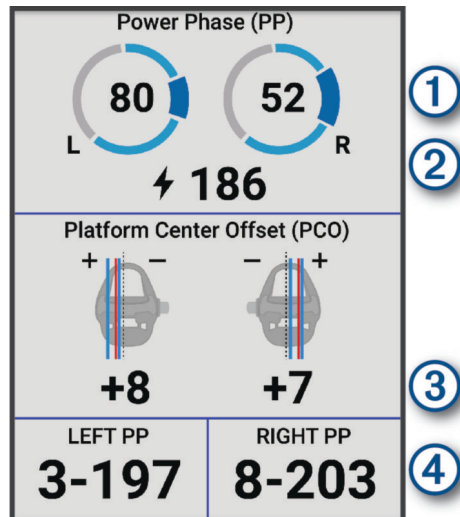 Power Phase (PP)
80 52 ①
L R
186 ②
Platform Center Offset (PCO)
+ − − +
+8 +7 ③
LEFT PP RIGHT PP
3-197 8-203 ④